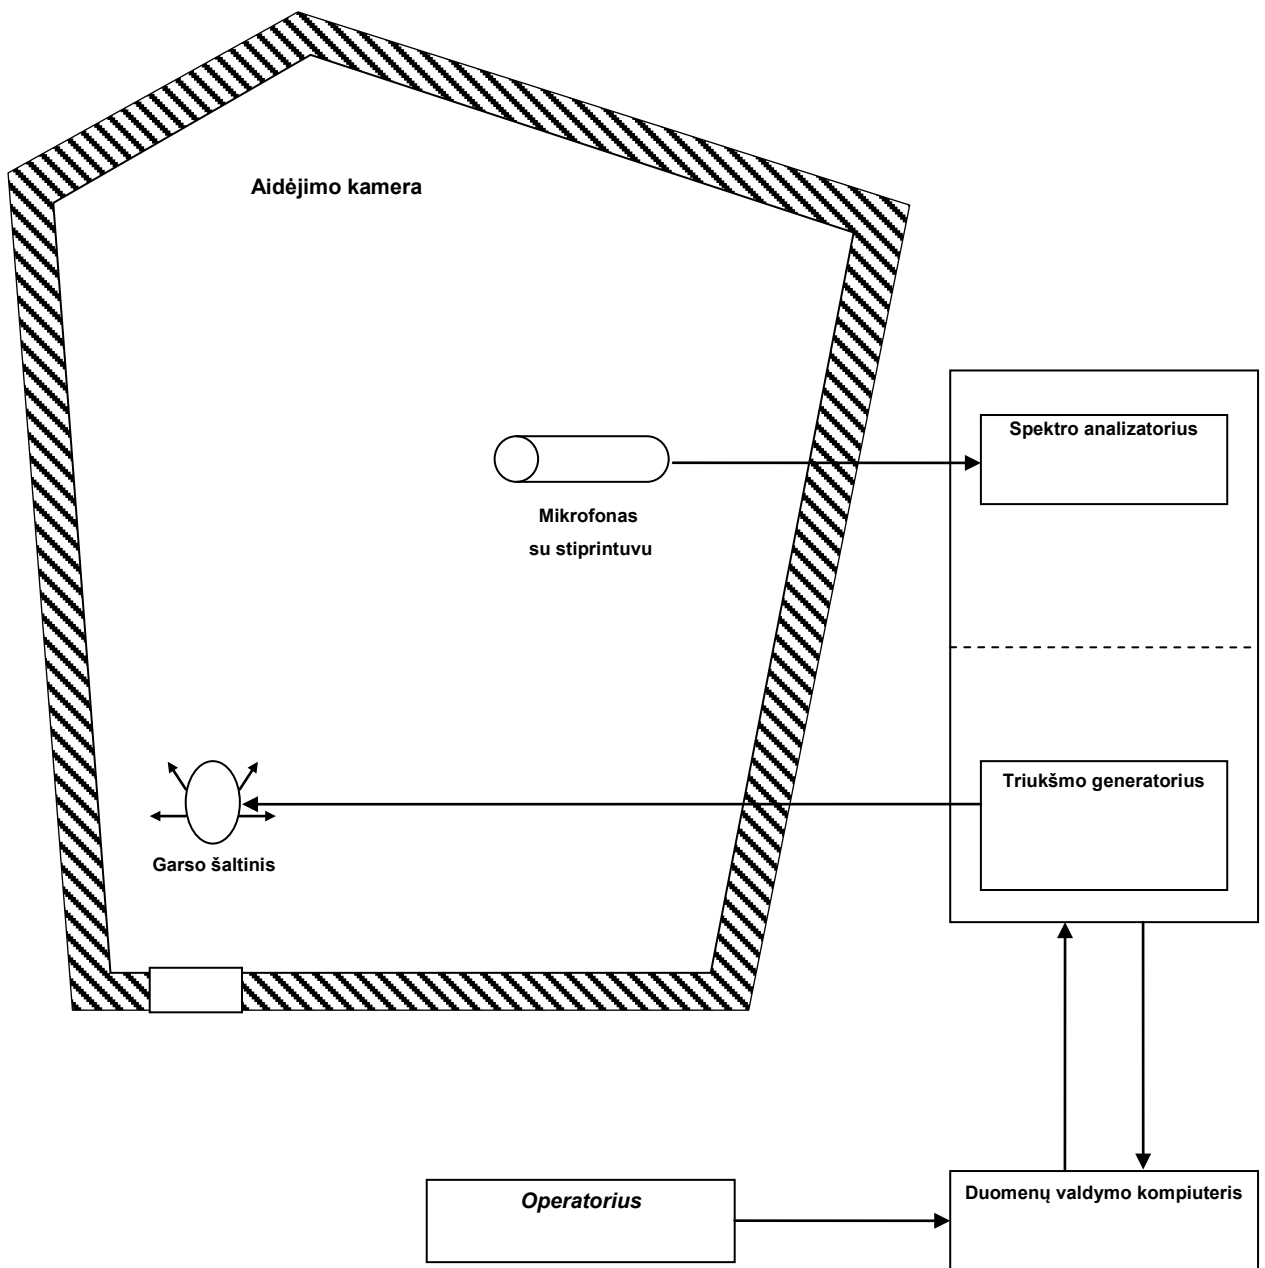 Aidėjimo kamera
Spektro analizatorius
Mikrofonas
su stiprintuvu
Triukšmo generatorius
Garso šaltinis
Operatorius
Duomenų valdymo kompiuteris